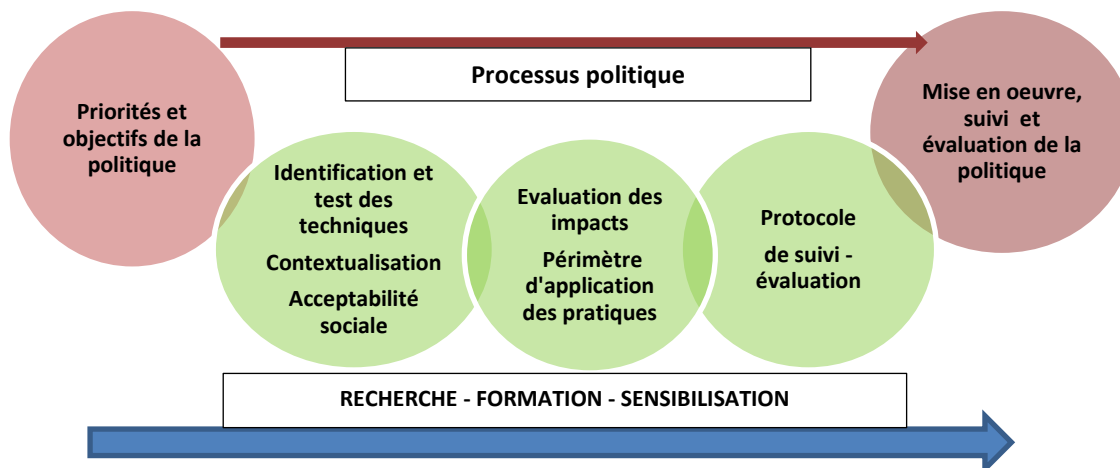 Processus politique
Priorités et
objectifs de la
politique
Mise en oeuvre,
suivi et
évaluation de la
politique
Identification et
test des
techniques
Contextualisation
Acceptabilité
sociale
Evaluation des
impacts
Périmètre
d'application
des pratiques
Protocole
de suivi -
évaluation
RECHERCHE - FORMATION - SENSIBILISATION